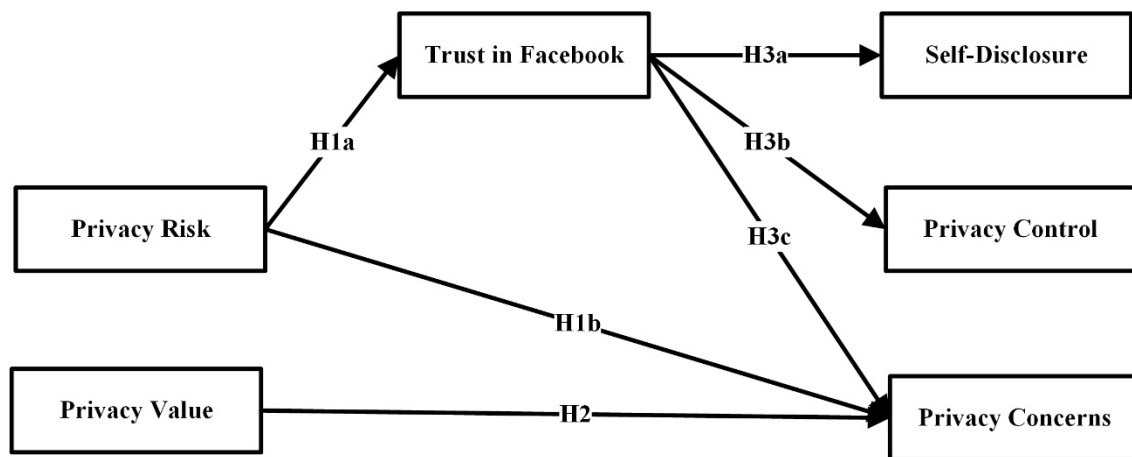 Trust in Facebook
H3a
Self-Disclosure
H1a
H3b
Privacy Risk
H3c
Privacy Control
H1b
Privacy Value
H2
Privacy Concerns